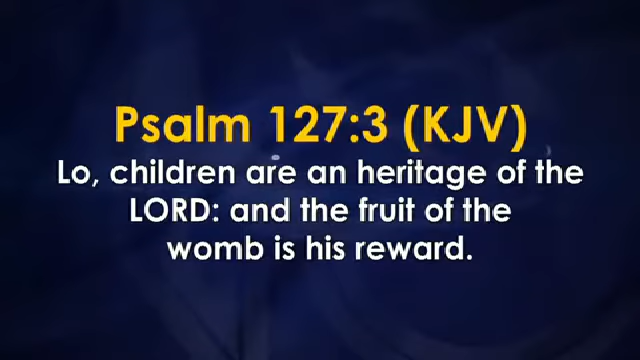 Psalm 127:3 (KJV)
Lo, children are an heritage of the
LORD: and the fruit of the
womb is his reward.